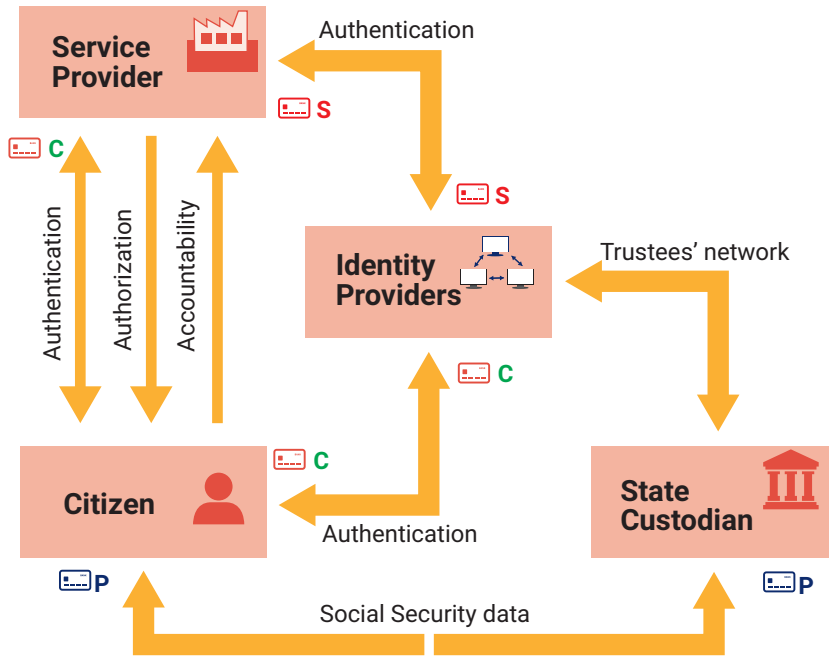 Authentication
Service
Provider
S
C
S
Authentication
Authorization
Accountability
Identity
Providers
Trustees’ network
C
C
Citizen
State
Custodian
Authentication
P
P
Social Security data